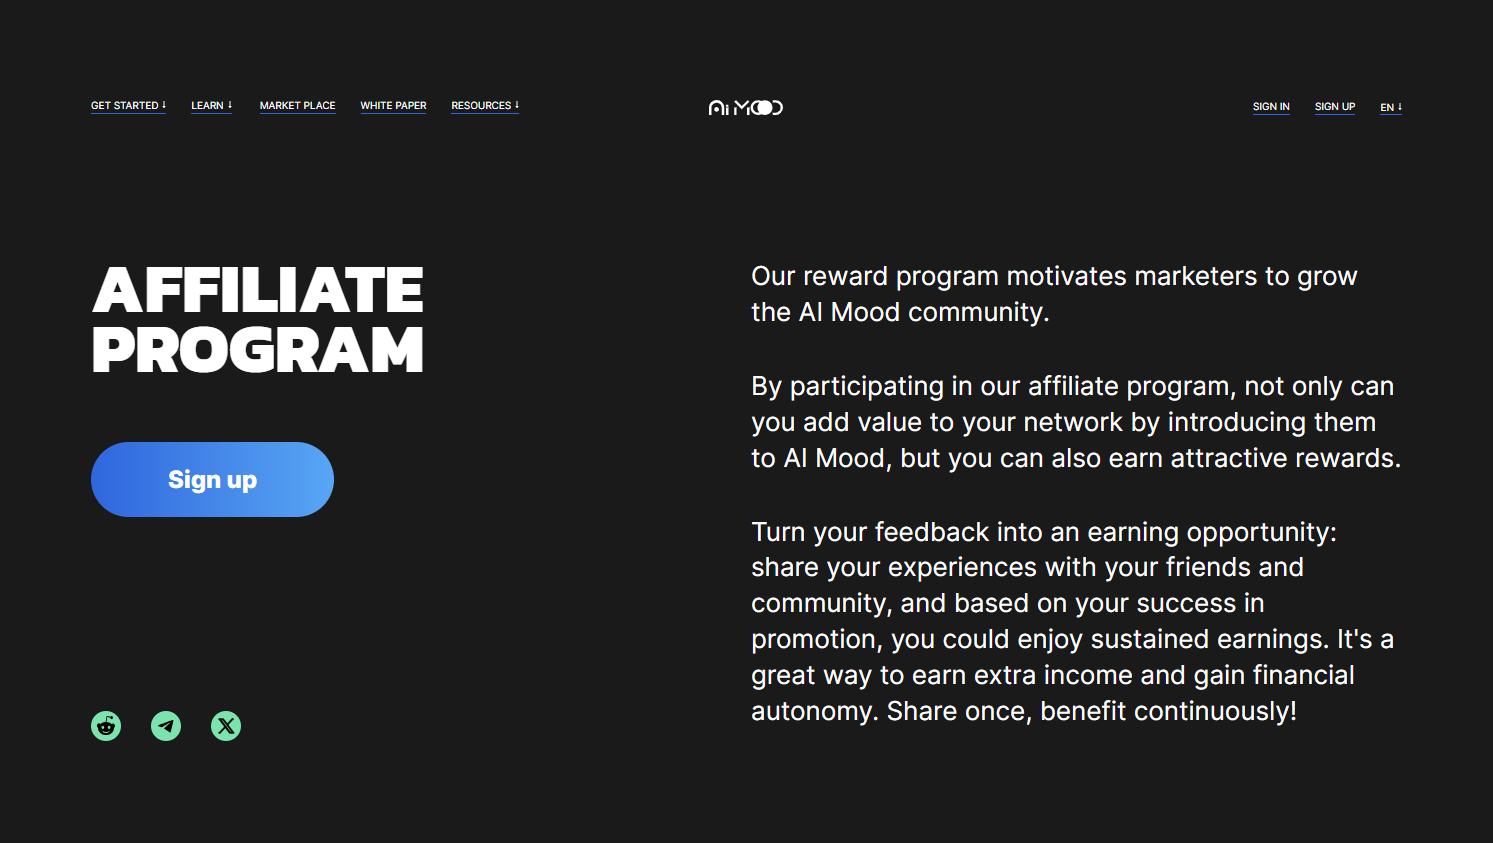 GET STARTED ↓
LEARN ↓
MARKET PLACE
WHITE PAPER
RESOURCES ↓
Ai MOOD
SIGN IN
SIGN UP
EN ↓
AFFILIATE
PROGRAM
Sign up
Our reward program motivates marketers to grow
the AI Mood community.
By participating in our affiliate program, not only can
you add value to your network by introducing them
to AI Mood, but you can also earn attractive rewards.
Turn your feedback into an earning opportunity:
share your experiences with your friends and
community, and based on your success in
promotion, you could enjoy sustained earnings. It's a
great way to earn extra income and gain financial
autonomy. Share once, benefit continuously!